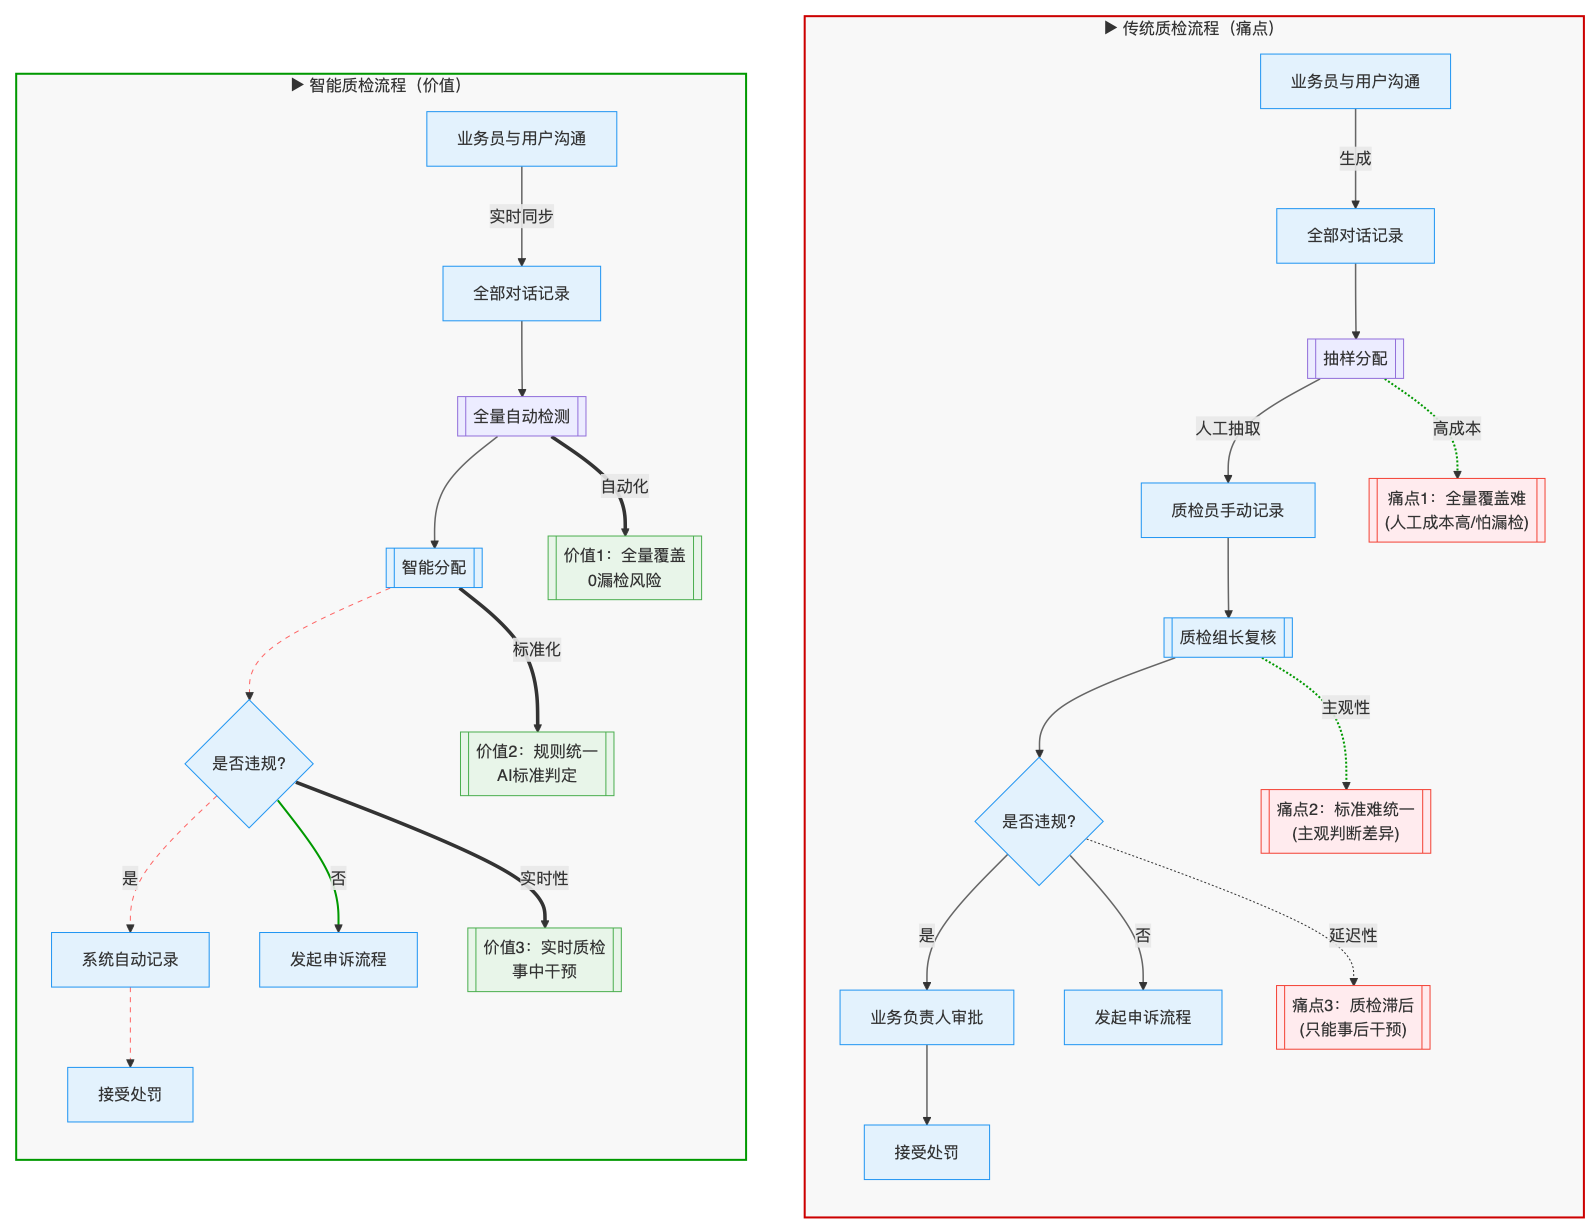 ▶ 智能质检流程（价值）
业务员与用户沟通
实时同步
全部对话记录
全量自动检测
自动化
价值1：全量覆盖
0漏检风险
智能分配
标准化
价值2：规则统一
AI标准判定
是否违规?
是
否
实时性
系统自动记录
发起申诉流程
价值3：实时质检
事中干预
接受处罚
▶ 传统质检流程（痛点）
业务员与用户沟通
生成
全部对话记录
抽样分配
人工抽取
高成本
质检员手动记录
痛点1：全量覆盖难
(人工成本高/怕漏检)
质检组长复核
主观性
痛点2：标准难统一
(主观判断差异)
是否违规?
是
否
延迟性
业务负责人审批
发起申诉流程
痛点3：质检滞后
(只能事后干预)
接受处罚